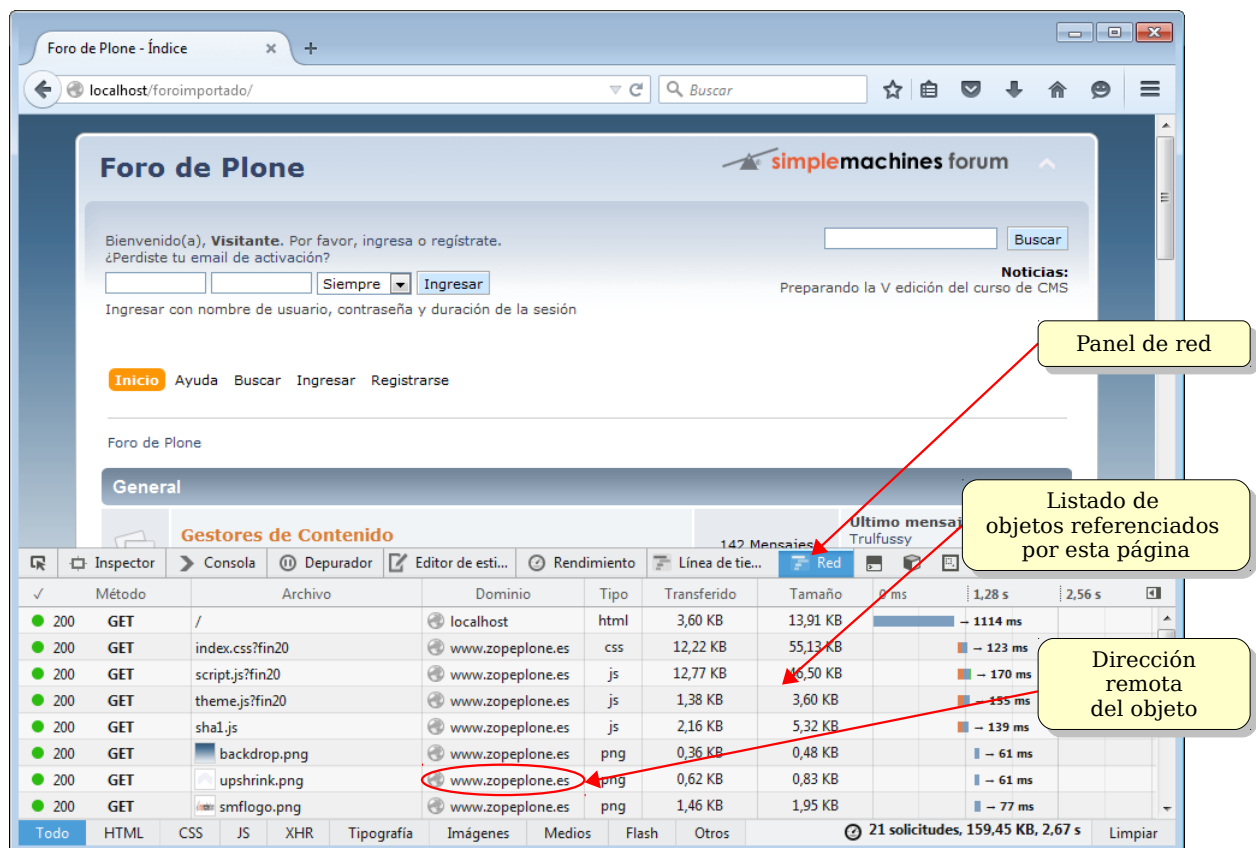 Foro de Plone - Índice
localhost/foroimportado/
Buscar
Foro de Plone
simplemachines forum
Bienvenido(a), Visitante. Por favor, ingresa o regístrate.
¿Perdiste tu email de activación?
Siempre Ingresar
Ingresar con nombre de usuario, contraseña y duración de la sesión
Buscar
Noticias:
Preparando la V edición del curso de CMS
Panel de red
Inicio Ayuda Buscar Ingresar Registrarse
Foro de Plone
General
Gestores de Contenido
142 Mensajes
Trulfussy
Listado de
objetos referenciados
por esta página
Inspector Consola Depurador Editor de esti... Rendimiento Línea de tie... Red
✓ Método Archivo Dominio Tipo Transferido Tamaño 0 ms 1,28 s 2,56 s
200 GET / localhost html 3,60 KB 13,91 KB → 1114 ms
200 GET index.css?fin20 www.zopeplone.es css 12,22 KB 55,13 KB → 123 ms
200 GET script.js?fin20 www.zopeplone.es js 12,77 KB 46,50 KB → 170 ms
200 GET theme.js?fin20 www.zopeplone.es js 1,38 KB 3,60 KB → 155 ms
200 GET sha1.js www.zopeplone.es js 2,16 KB 5,32 KB → 139 ms
200 GET backdrop.png www.zopeplone.es png 0,36 KB 0,48 KB → 61 ms
200 GET upshrink.png www.zopeplone.es png 0,62 KB 0,83 KB → 61 ms
200 GET smflogo.png www.zopeplone.es png 1,46 KB 1,95 KB → 77 ms
Dirección
remota
del objeto
Todo HTML CSS JS XHR Tipografía Imágenes Medios Flash Otros 21 solicitudes, 159,45 KB, 2,67 s Limpiar